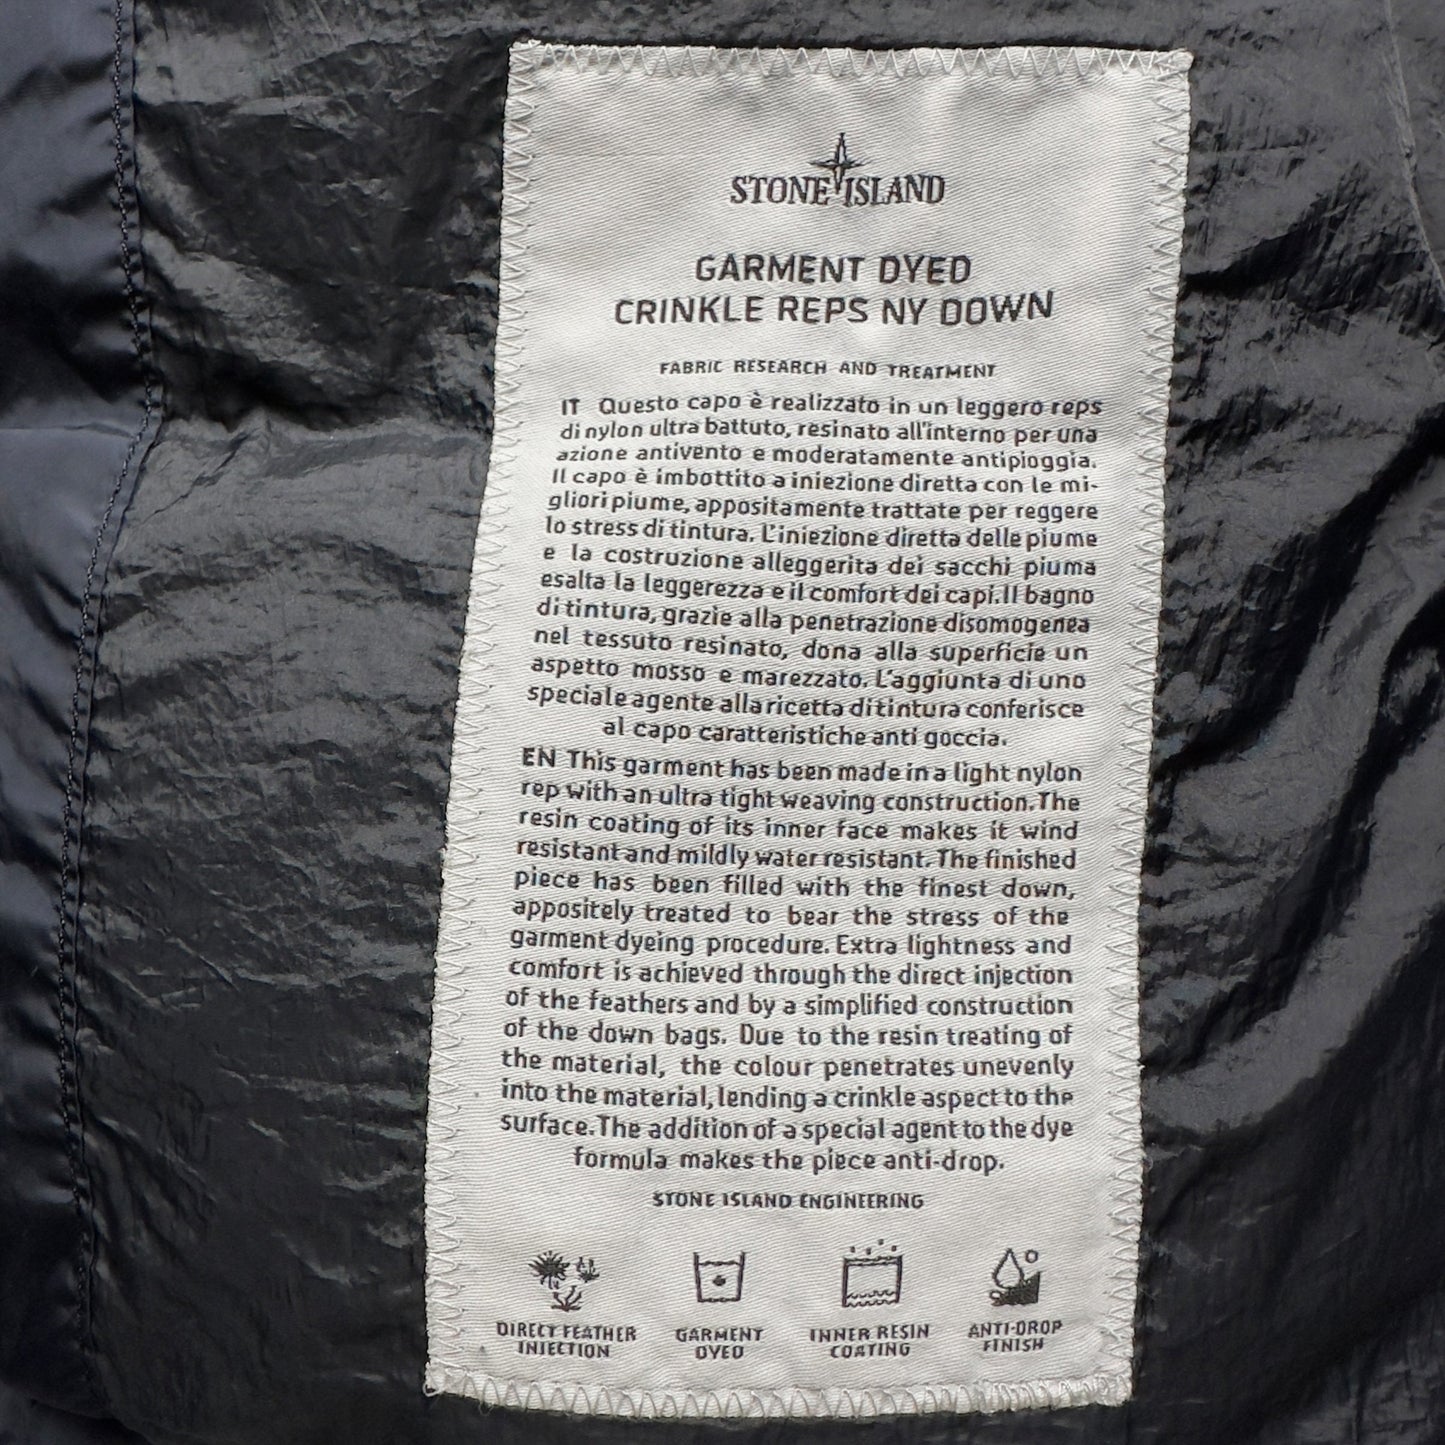 STONE ISLAND
GARMENT DYED
CRINKLE REPS NY DOWN
FABRIC RESEARCH AND TREATMENT
IT Questo capo è realizzato in un leggero reps
di nylon ultra battuto, resinato all'interno per una
azione antivento e moderatamente antipioggia.
Il capo è imbottito a iniezione diretta con le mi-
gliori piume, appositamente trattate per reggere
lo stress di tintura. L'iniezione diretta delle piume
e la costruzione alleggerita dei sacchi piuma
esalta la leggerezza e il comfort dei capi. Il bagno
di tintura, grazie alla penetrazione disomogenea
nel tessuto resinato, dona alla superficie un
aspetto mosso e marezzato. L'aggiunta di uno
speciale agente alla ricetta di tintura conferisce
al capo caratteristiche anti goccia.
EN This garment has been made in a light nylon
rep with an ultra tight weaving construction. The
resin coating of its inner face makes it wind
resistant and mildly water resistant. The finished
piece has been filled with the finest down,
appositely treated to bear the stress of the
garment dyeing procedure. Extra lightness and
comfort is achieved through the direct injection
of the feathers and by a simplified construction
of the down bags. Due to the resin treating of
the material, the colour penetrates unevenly
into the material, lending a crinkle aspect to the
surface. The addition of a special agent to the dye
formula makes the piece anti-drop.
STONE ISLAND ENGINEERING
DIRECT FEATHER
INJECTION
GARMENT
DYED
INNER RESIN
COATING
ANTI-DROP
FINISH